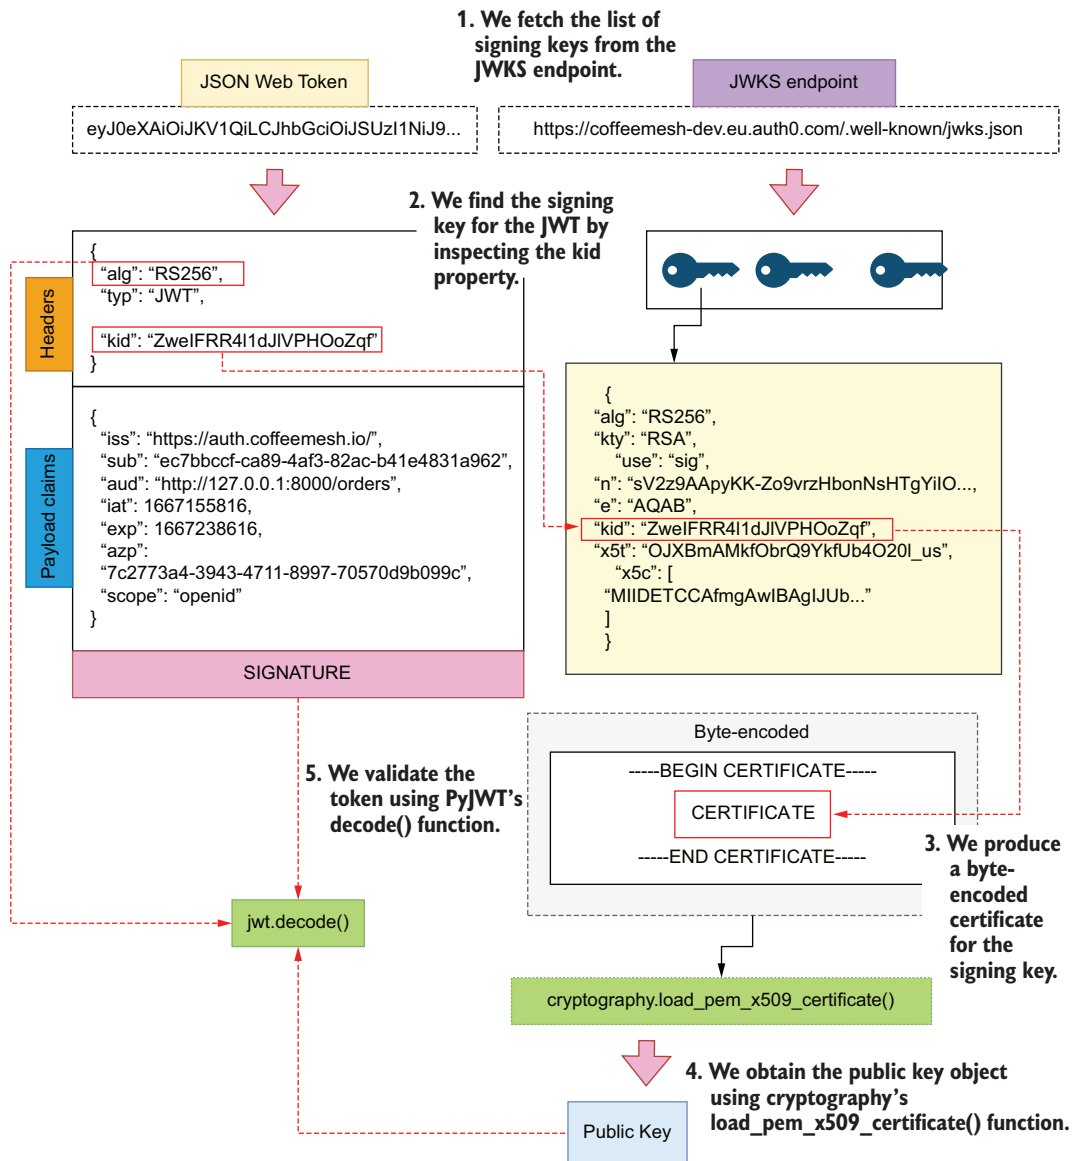 1. We fetch the list of
signing keys from the
JWKS endpoint.
JSON Web Token
JWKS endpoint
eyJ0eXAiOiJKV1QiLCJhbGciOiJSUzI1NiJ9...
https://coffeemesh-dev.eu.auth0.com/.well-known/jwks.json
2. We find the signing
key for the JWT by
inspecting the kid
property.
Headers
{
“alg”: “RS256”,
“typ”: “JWT”,
“kid”: “ZweIFRR4l1dJlVPHOoZqf”
}
Payload claims
{
“iss”: “https://auth.coffeemesh.io/”,
“sub”: “ec7bbccf-ca89-4af3-82ac-b41e4831a962”,
“aud”: “http://127.0.0.1:8000/orders”,
“iat”: 1667155816,
“exp”: 1667238616,
“azp”:
“7c2773a4-3943-4711-8997-70570d9b099c”,
“scope”: “openid”
}
SIGNATURE
{
“alg”: “RS256”,
“kty”: “RSA”,
“use”: “sig”,
“n”: “sV2z9AApyKK-Zo9vrzHbonNsHTgYiIO...,
“e”: “AQAB”,
“kid”: “ZweIFRR4l1dJlVPHOoZqf”,
“x5t”: “OJXBmAMkfObrQ9YkfUb4O20l_us”,
“x5c”: [
“MIIDETCCAfmgAwIBAgIJUb...”
]
}
Byte-encoded
-----BEGIN CERTIFICATE-----
CERTIFICATE
-----END CERTIFICATE-----
3. We produce
a byte-
encoded
certificate
for the
signing key.
5. We validate the
token using PyJWT’s
decode() function.
jwt.decode()
cryptography.load_pem_x509_certificate()
4. We obtain the public key object
using cryptography’s
load_pem_x509_certificate() function.
Public Key